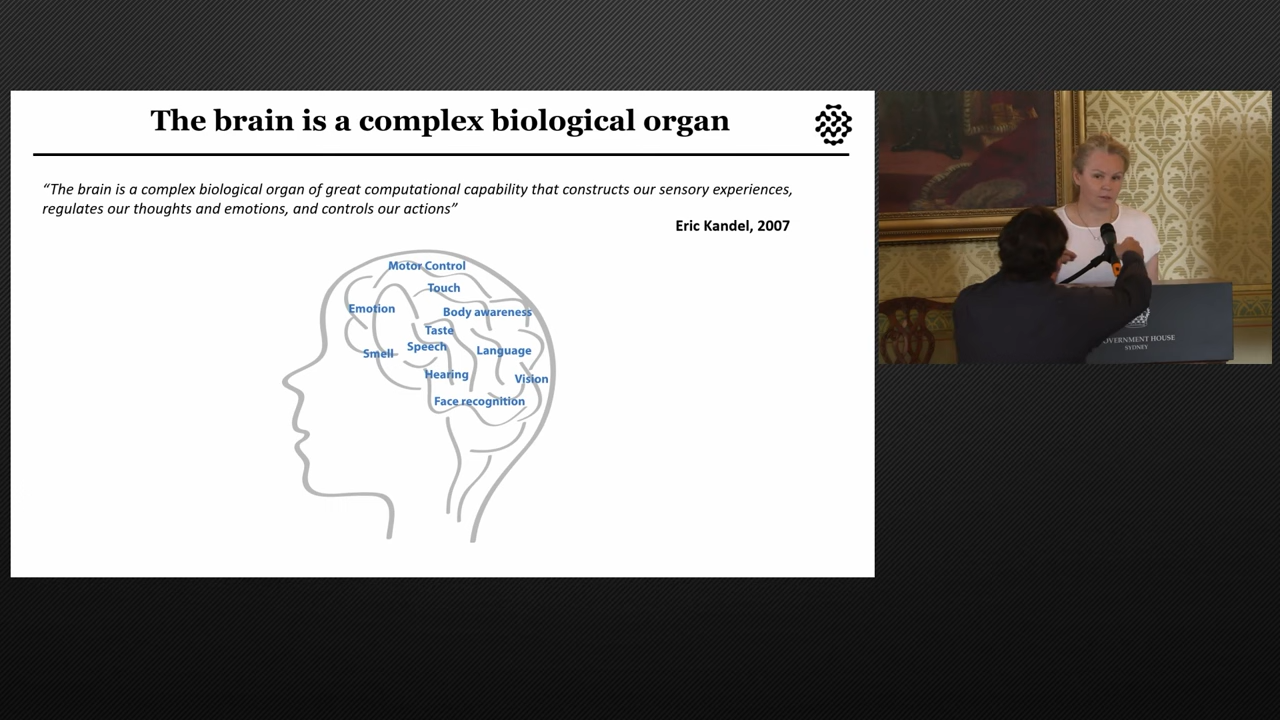 The brain is a complex biological organ
“The brain is a complex biological organ of great computational capability that constructs our sensory experiences,
regulates our thoughts and emotions, and controls our actions”
Eric Kandel, 2007
Motor Control
Touch
Emotion
Body awareness
Taste
Speech
Smell
Language
Hearing
Vision
Face recognition
GOVERNMENT HOUSE
SYDNEY